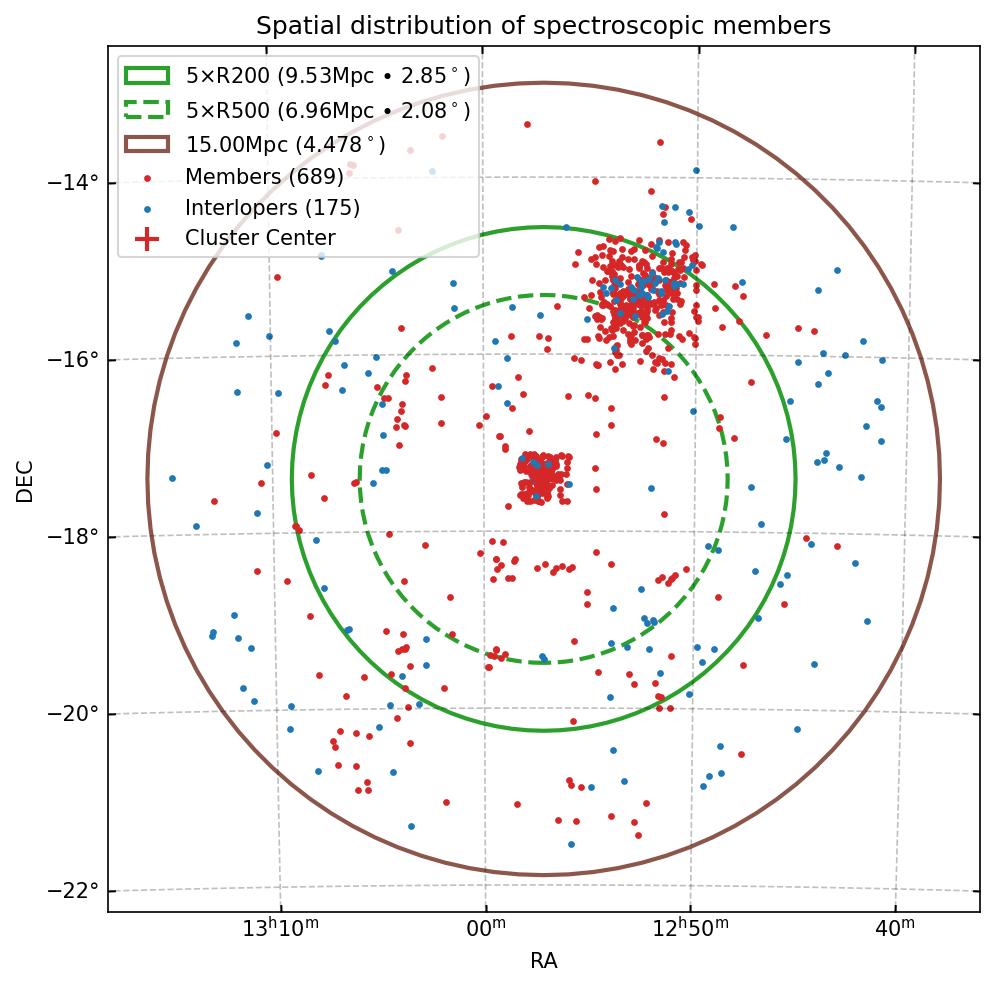 Spatial distribution of spectroscopic members
5×R200 (9.53Mpc • 2.85°)
5×R500 (6.96Mpc • 2.08°)
15.00Mpc (4.478°)
Members (689)
Interlopers (175)
Cluster Center
−14°
−16°
−18°
−20°
−22°
DEC
13ʰ10ᵐ 00ᵐ 12ʰ50ᵐ 40ᵐ
RA